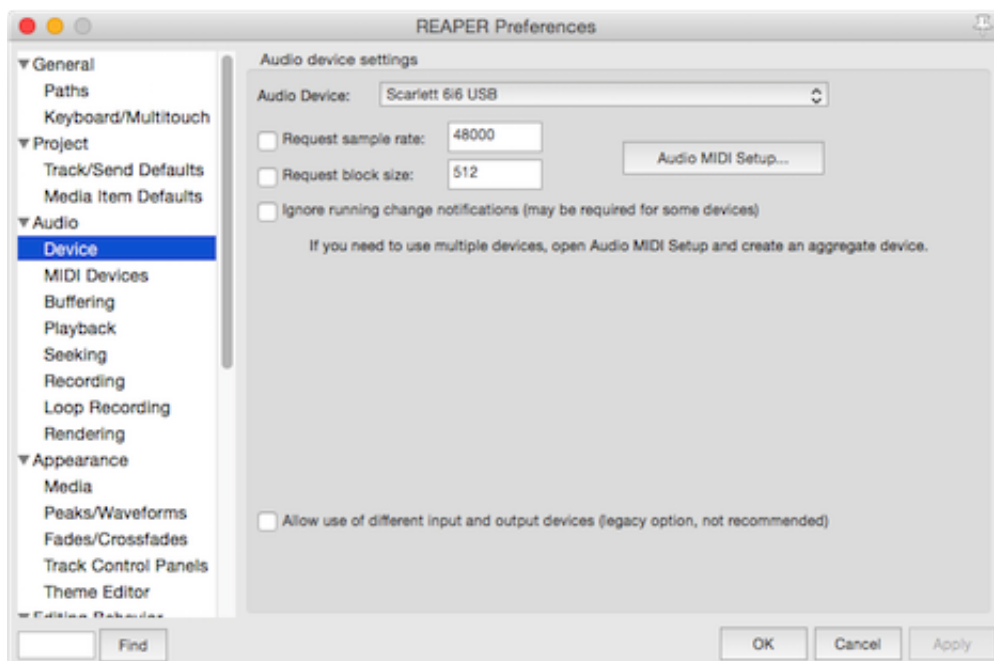 REAPER Preferences
General
Paths
Keyboard/Multitouch
Project
Track/Send Defaults
Media Item Defaults
Audio
Device
MIDI Devices
Buffering
Playback
Seeking
Recording
Loop Recording
Rendering
Appearance
Media
Peaks/Waveforms
Fades/Crossfades
Track Control Panels
Theme Editor
Editing Behavior
Find
Audio device settings
Audio Device: Scarlett 6i6 USB
Request sample rate: 48000
Audio MIDI Setup...
Request block size: 512
Ignore running change notifications (may be required for some devices)
If you need to use multiple devices, open Audio MIDI Setup and create an aggregate device.
Allow use of different input and output devices (legacy option, not recommended)
OK Cancel Apply